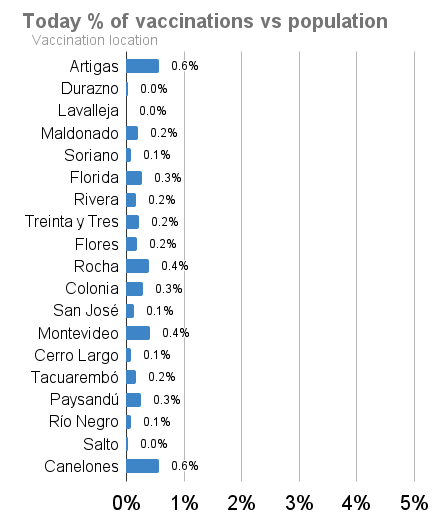 Today % of vaccinations vs population
Vaccination location
Artigas 0.6%
Durazno 0.0%
Lavalleja 0.0%
Maldonado 0.2%
Soriano 0.1%
Florida 0.3%
Rivera 0.2%
Treinta y Tres 0.2%
Flores 0.2%
Rocha 0.4%
Colonia 0.3%
San José 0.1%
Montevideo 0.4%
Cerro Largo 0.1%
Tacuarembó 0.2%
Paysandú 0.3%
Río Negro 0.1%
Salto 0.0%
Canelones 0.6%
0% 1% 2% 3% 4% 5%